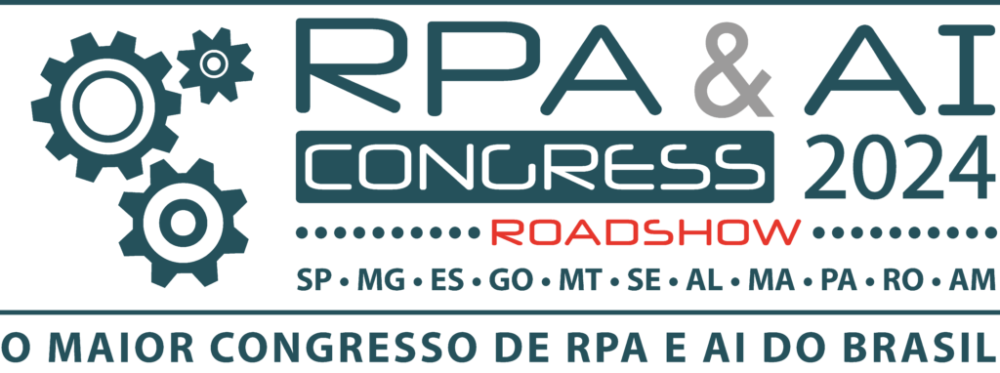 RPA & AI
CONGRESS 2024
ROADSHOW
SP • MG • ES • GO • MT • SE • AL • MA • PA • RO • AM
O MAIOR CONGRESSO DE RPA E AI DO BRASIL